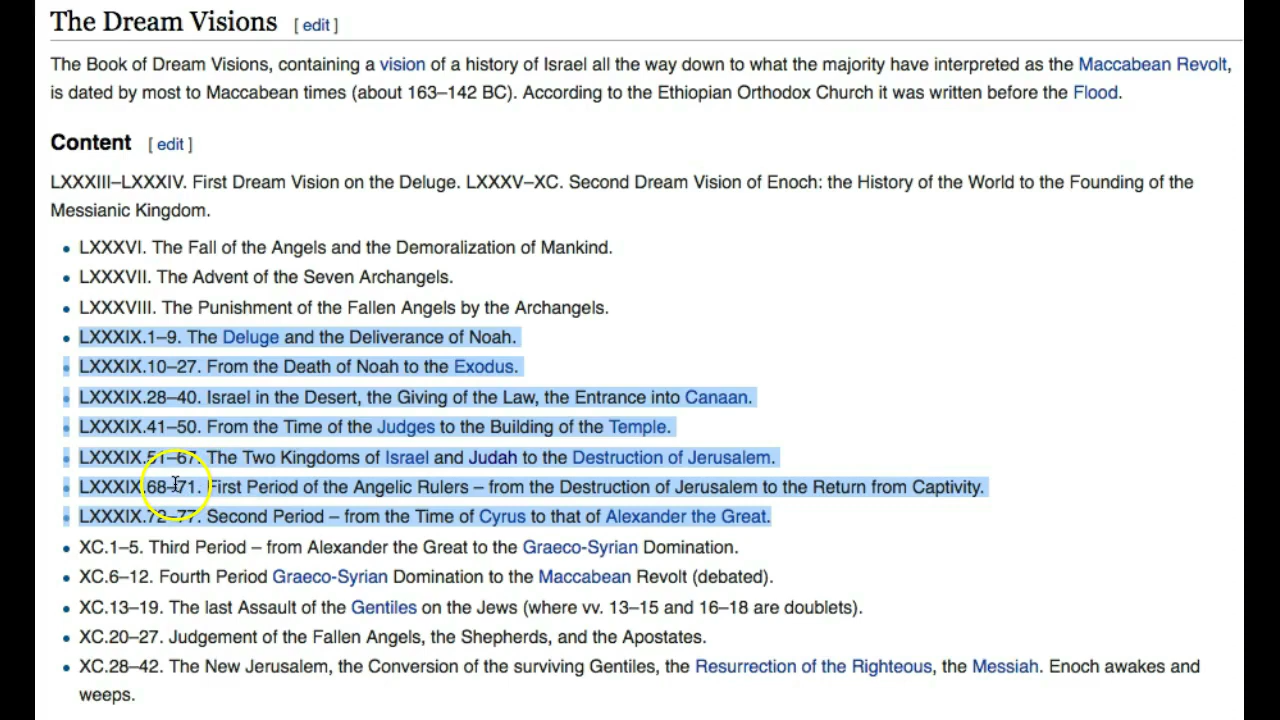 The Dream Visions [ edit ]
The Book of Dream Visions, containing a vision of a history of Israel all the way down to what the majority have interpreted as the Maccabean Revolt,
is dated by most to Maccabean times (about 163–142 BC). According to the Ethiopian Orthodox Church it was written before the Flood.
Content [ edit ]
LXXXIII–LXXXIV. First Dream Vision on the Deluge. LXXXV–XC. Second Dream Vision of Enoch: the History of the World to the Founding of the
Messianic Kingdom.
• LXXXVI. The Fall of the Angels and the Demoralization of Mankind.
• LXXXVII. The Advent of the Seven Archangels.
• LXXXVIII. The Punishment of the Fallen Angels by the Archangels.
• LXXXIX.1–9. The Deluge and the Deliverance of Noah.
• LXXXIX.10–27. From the Death of Noah to the Exodus.
• LXXXIX.28–40. Israel in the Desert, the Giving of the Law, the Entrance into Canaan.
• LXXXIX.41–50. From the Time of the Judges to the Building of the Temple.
• LXXXIX.51–67. The Two Kingdoms of Israel and Judah to the Destruction of Jerusalem.
• LXXXIX.68–71. First Period of the Angelic Rulers – from the Destruction of Jerusalem to the Return from Captivity.
• LXXXIX.72–77. Second Period – from the Time of Cyrus to that of Alexander the Great.
• XC.1–5. Third Period – from Alexander the Great to the Graeco-Syrian Domination.
• XC.6–12. Fourth Period Graeco-Syrian Domination to the Maccabean Revolt (debated).
• XC.13–19. The last Assault of the Gentiles on the Jews (where vv. 13–15 and 16–18 are doublets).
• XC.20–27. Judgement of the Fallen Angels, the Shepherds, and the Apostates.
• XC.28–42. The New Jerusalem, the Conversion of the surviving Gentiles, the Resurrection of the Righteous, the Messiah. Enoch awakes and
weeps.